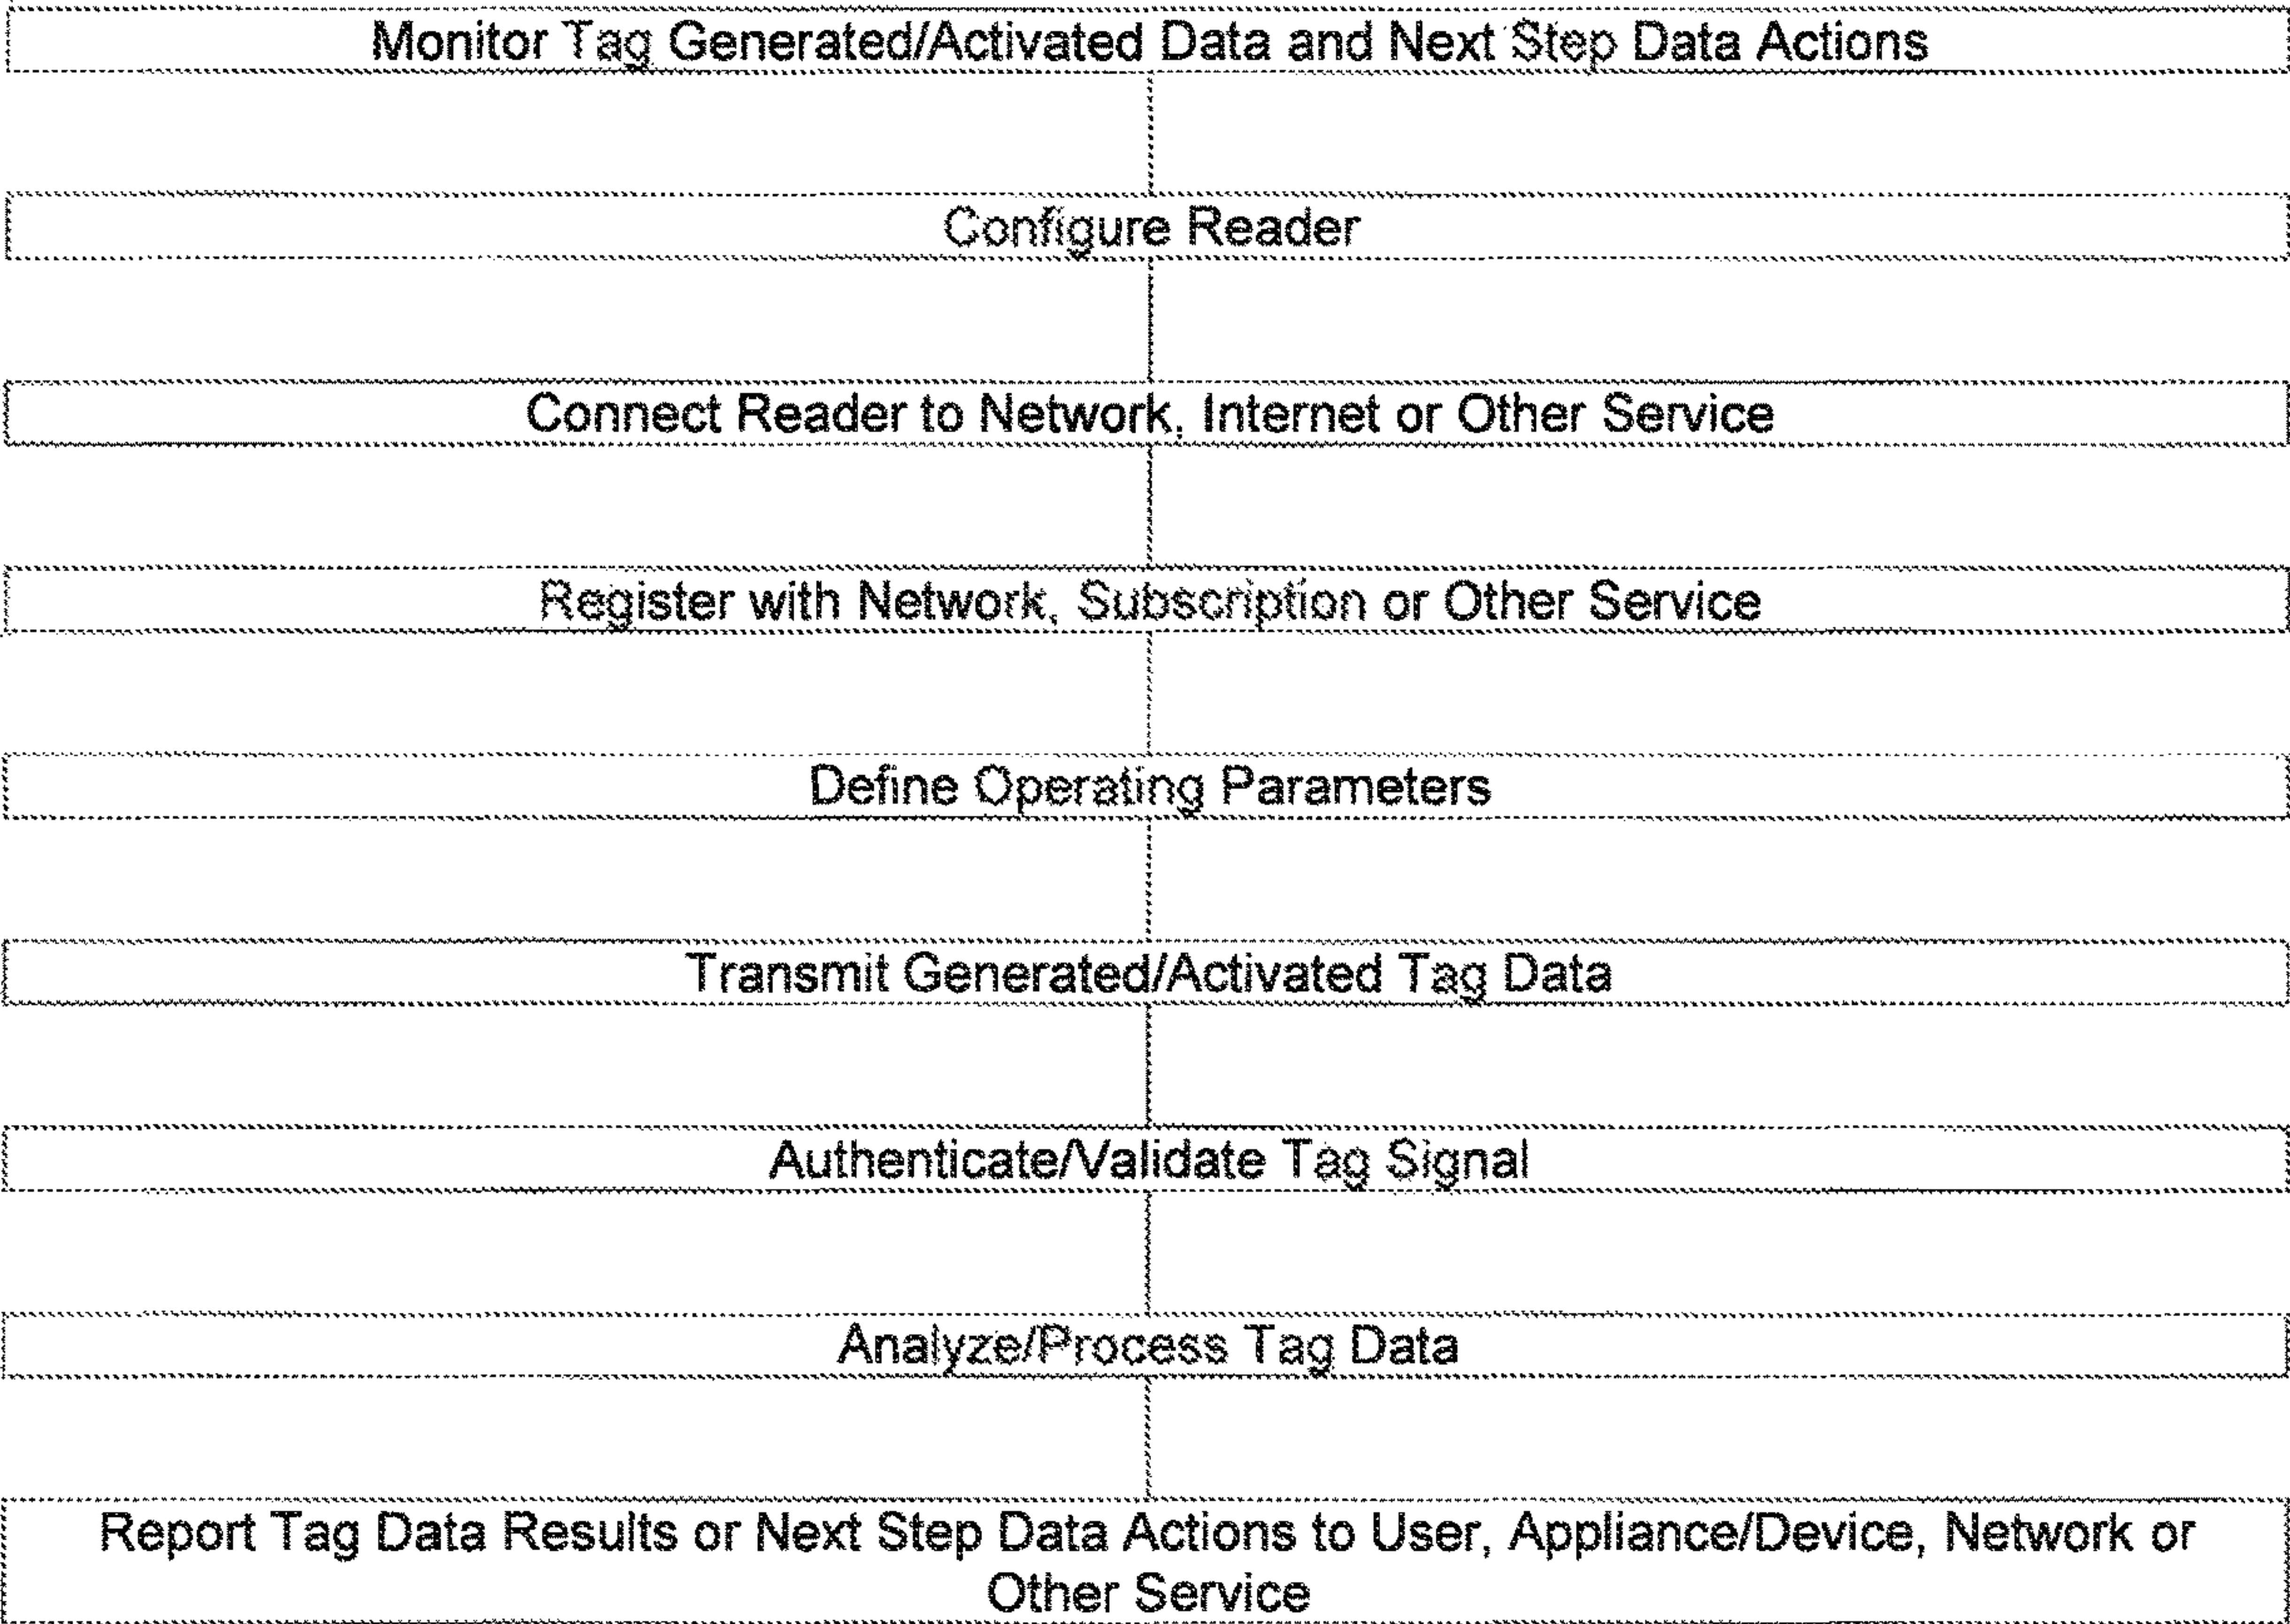 Monitor Tag Generated/Activated Data and Next Step Data Actions
Configure Reader
Connect Reader to Network, Internet or Other Service
Register with Network, Subscription or Other Service
Define Operating Parameters
Transmit Generated/Activated Tag Data
Authenticate/Validate Tag Signal
Analyze/Process Tag Data
Report Tag Data Results or Next Step Data Actions to User, Appliance/Device, Network or
Other Service